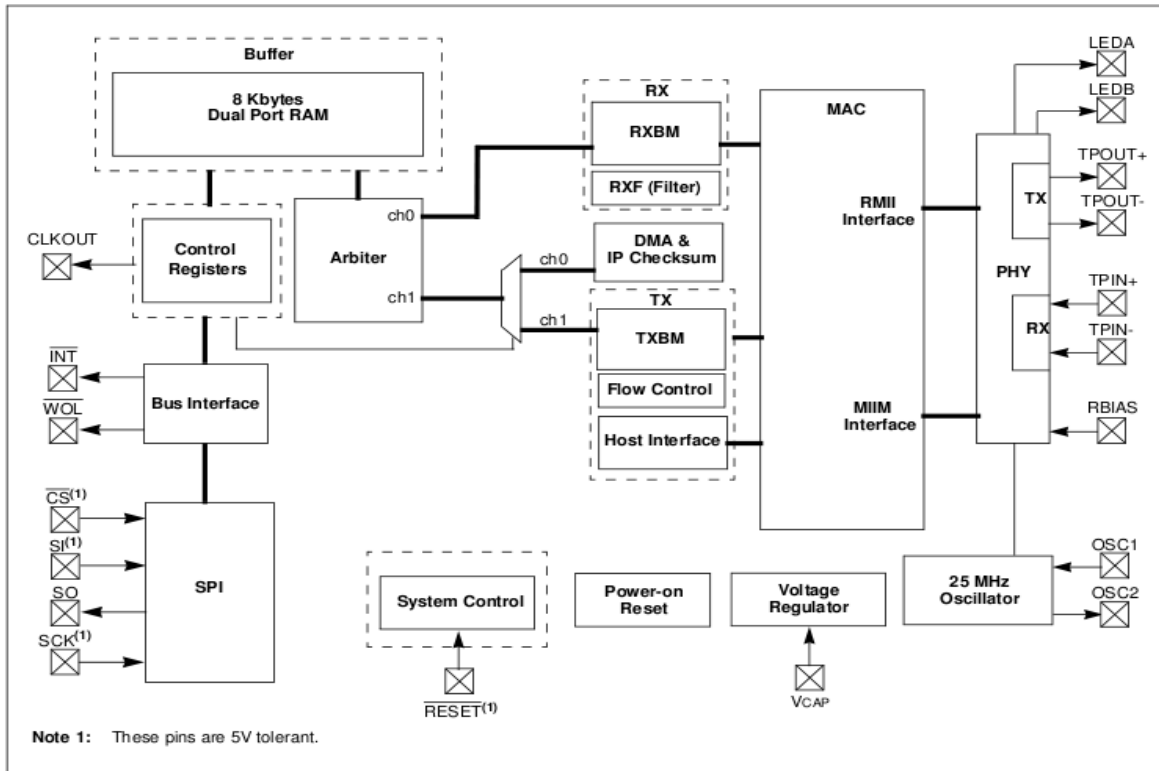 Buffer
8 Kbytes
Dual Port RAM
CLKOUT
Control
Registers
ch0
Arbiter
ch1
RX
RXBM
RXF (Filter)
ch0
DMA &
IP Checksum
ch1
TX
TXBM
Flow Control
Host Interface
MAC
RMII
Interface
MIIM
Interface
PHY
TX
RX
LEDA
LEDB
TPOUT+
TPOUT-
TPIN+
TPIN-
RBIAS
INT
WOL
Bus Interface
CS(1)
SI(1)
SO
SCK(1)
SPI
System Control
RESET(1)
Power-on
Reset
Voltage
Regulator
VCAP
25 MHz
Oscillator
OSC1
OSC2
Note 1: These pins are 5V tolerant.